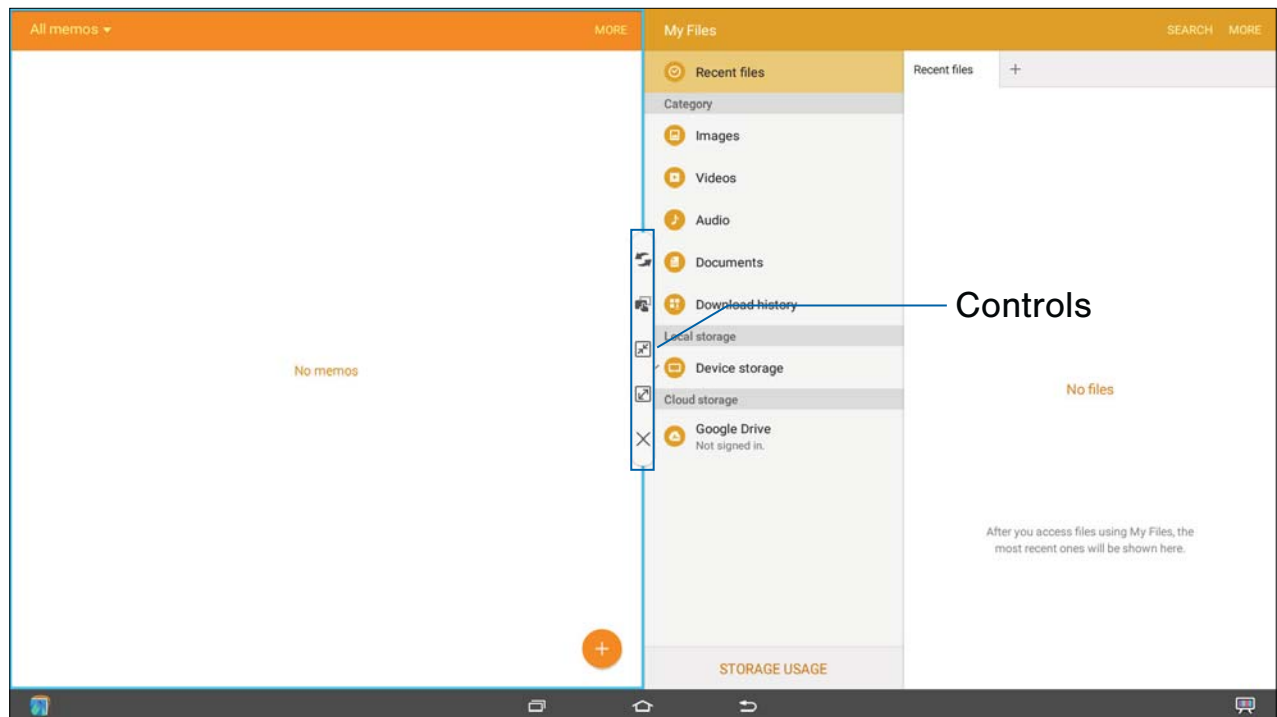 All memos
MORE
No memos
My Files
SEARCH MORE
Recent files
Category
Images
Videos
Audio
Documents
Download history
Local storage
Device storage
Cloud storage
Google Drive
Not signed in.
STORAGE USAGE
Recent files
No files
After you access files using My Files, the
most recent ones will be shown here.
Controls